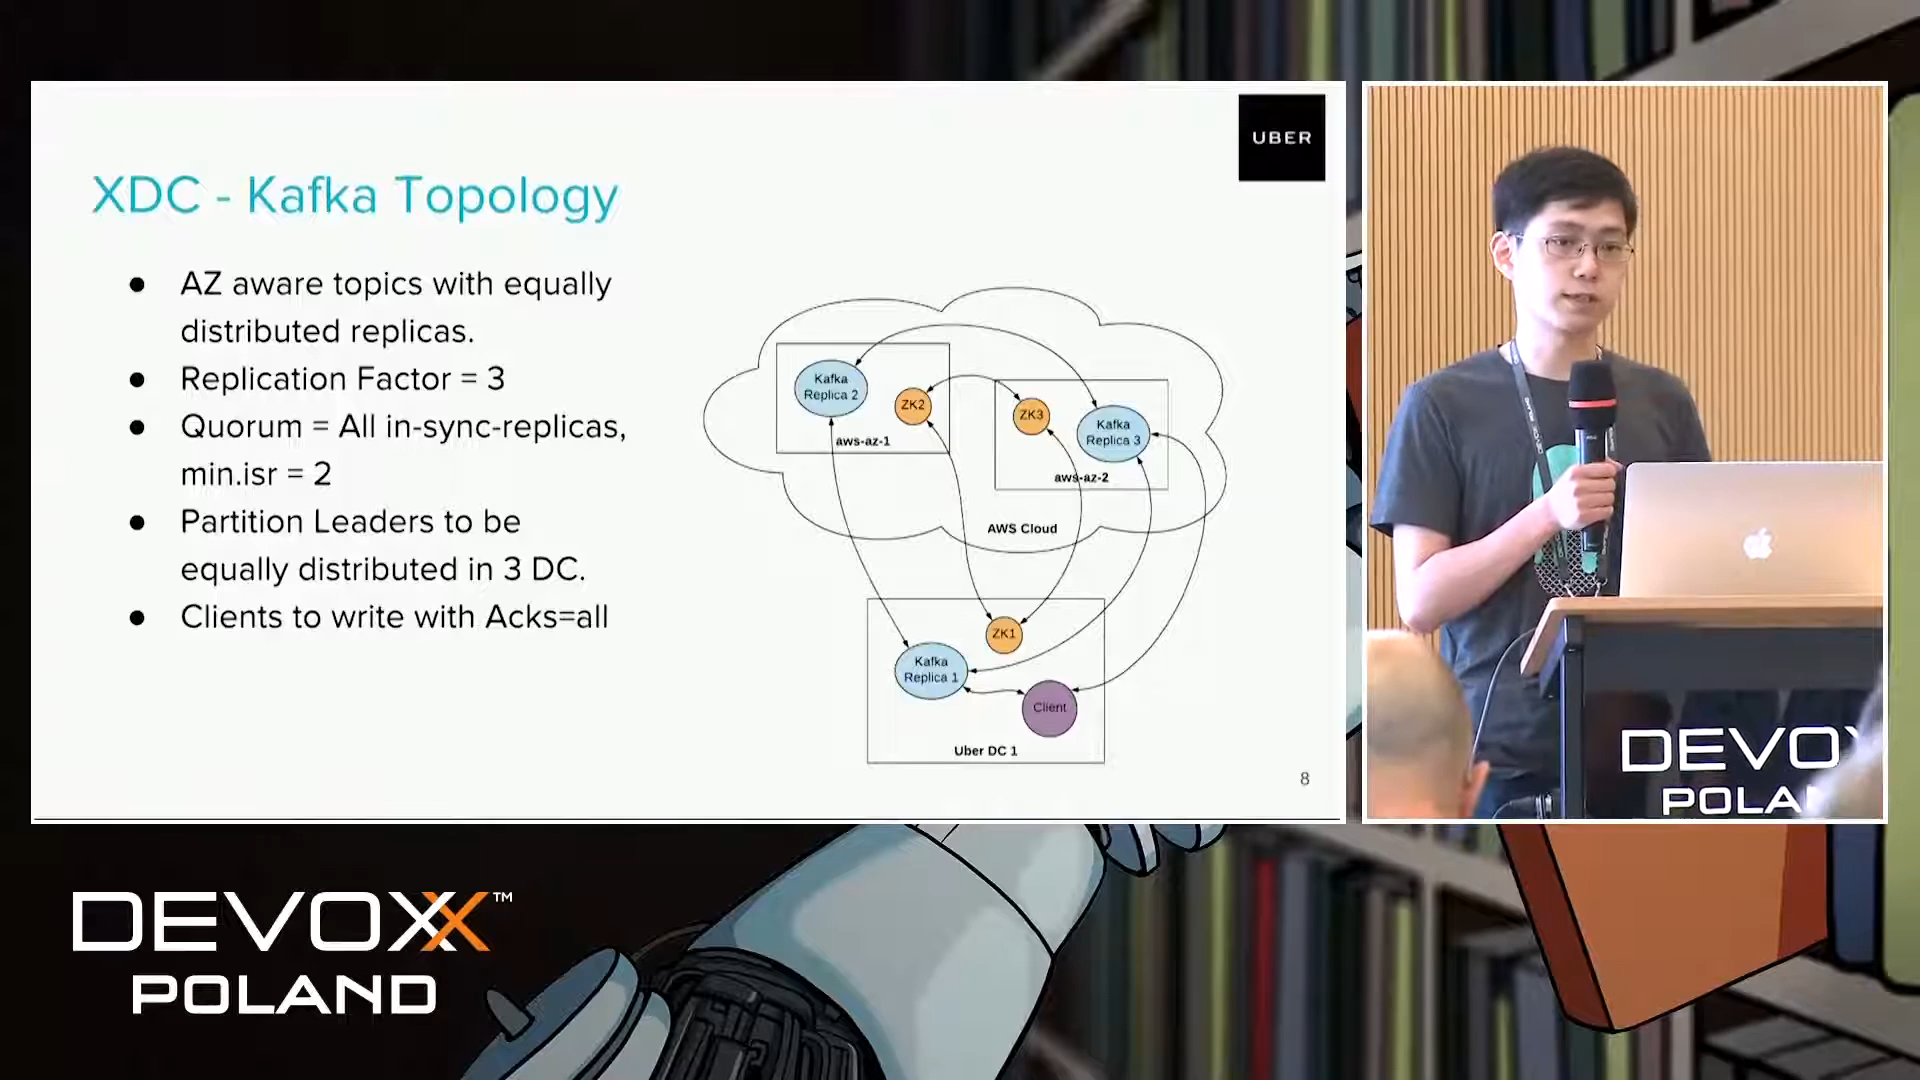 UBER
XDC - Kafka Topology
● AZ aware topics with equally
distributed replicas.
● Replication Factor = 3
● Quorum = All in-sync-replicas,
min.isr = 2
● Partition Leaders to be
equally distributed in 3 DC.
● Clients to write with Acks=all
Kafka
Replica 2
ZK2
aws-az-1
ZK3
Kafka
Replica 3
aws-az-2
AWS Cloud
ZK1
Kafka
Replica 1
Client
Uber DC 1
8
DEVOX
POLA
DEVOXX™
POLAND